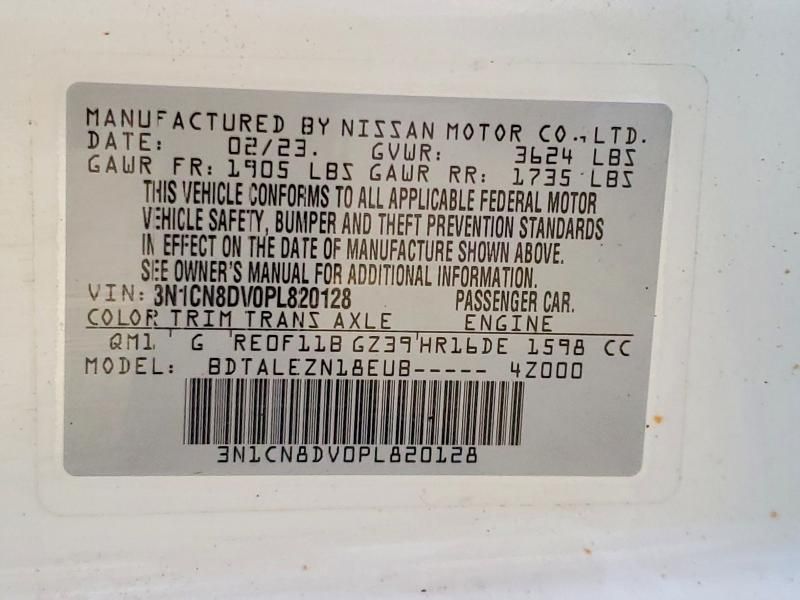 MANUFACTURED BY NISSAN MOTOR CO., LTD.
DATE: 02/23. GVWR: 3624 LBS
GAWR FR: 1905 LBS GAWR RR: 1735 LBS
THIS VEHICLE CONFORMS TO ALL APPLICABLE FEDERAL MOTOR
VEHICLE SAFETY, BUMPER AND THEFT PREVENTION STANDARDS
IN EFFECT ON THE DATE OF MANUFACTURE SHOWN ABOVE.
SEE OWNER'S MANUAL FOR ADDITIONAL INFORMATION.
VIN: 3N1CN8DV0PL820128 PASSENGER CAR.
COLOR TRIM TRANS AXLE ENGINE
QM1 G RE0F11B GZ39 HR16DE 1598 CC
MODEL: BDTALEZN18EUB----- 4Z000
3N1CN8DV0PL820128